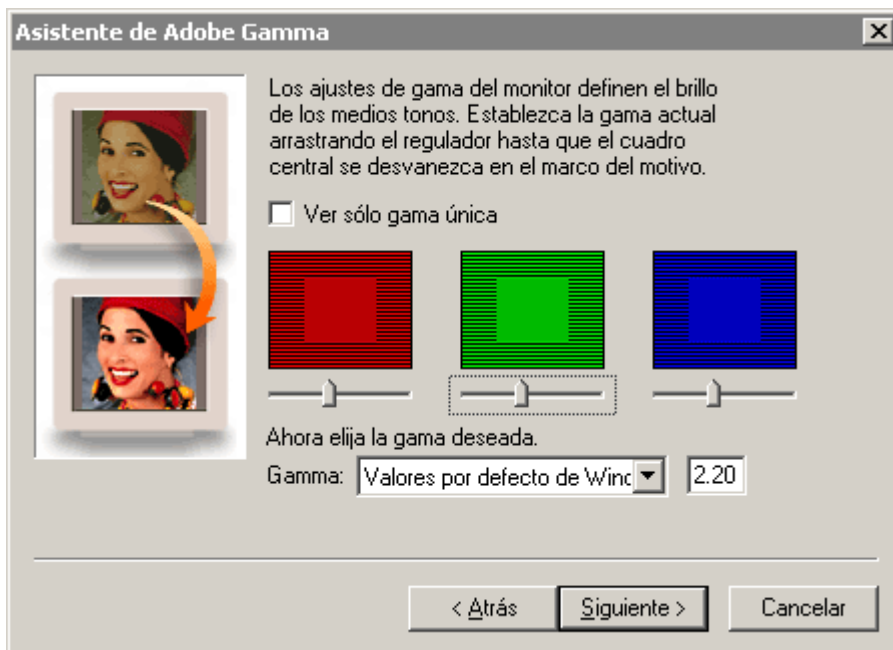 Asistente de Adobe Gamma
Los ajustes de gama del monitor definen el brillo
de los medios tonos. Establezca la gama actual
arrastrando el regulador hasta que el cuadro
central se desvanezca en el marco del motivo.
Ver sólo gama única
Ahora elija la gama deseada.
Gamma: Valores por defecto de Winc 2.20
< Atrás Siguiente > Cancelar